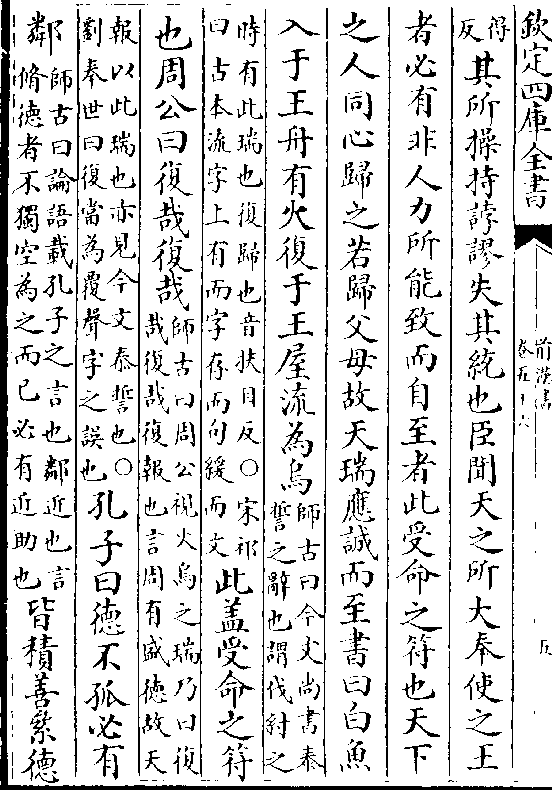 欽定四庫全書
前漢書
卷五十六
五
得
反
其所操持誖謬失其統也臣聞天之所大奉使之王
者必有非人力所能致而自至者此受命之符也天下
之人同心歸之若歸父母故天瑞應誠而至書曰白魚
入于王舟有火復于王屋流為烏
師古曰今文尚書泰
誓之辭也謂伐紂之
時有此瑞也復歸也音扶目反〇宋祁
曰古本流字上有而字存而句緩而文
此蓋受命之符
也周公曰復哉復哉
師古曰周公視火烏之瑞乃曰復
哉復哉復報也言周有盛德故天
報以此瑞也亦見今文泰誓也〇
劉奉世曰復當為覆聲字之誤也
孔子曰德不孤必有
鄰
師古曰論語載孔子之言也鄰近也言
脩德者不獨空為之而已必有近助也
皆積善絫德